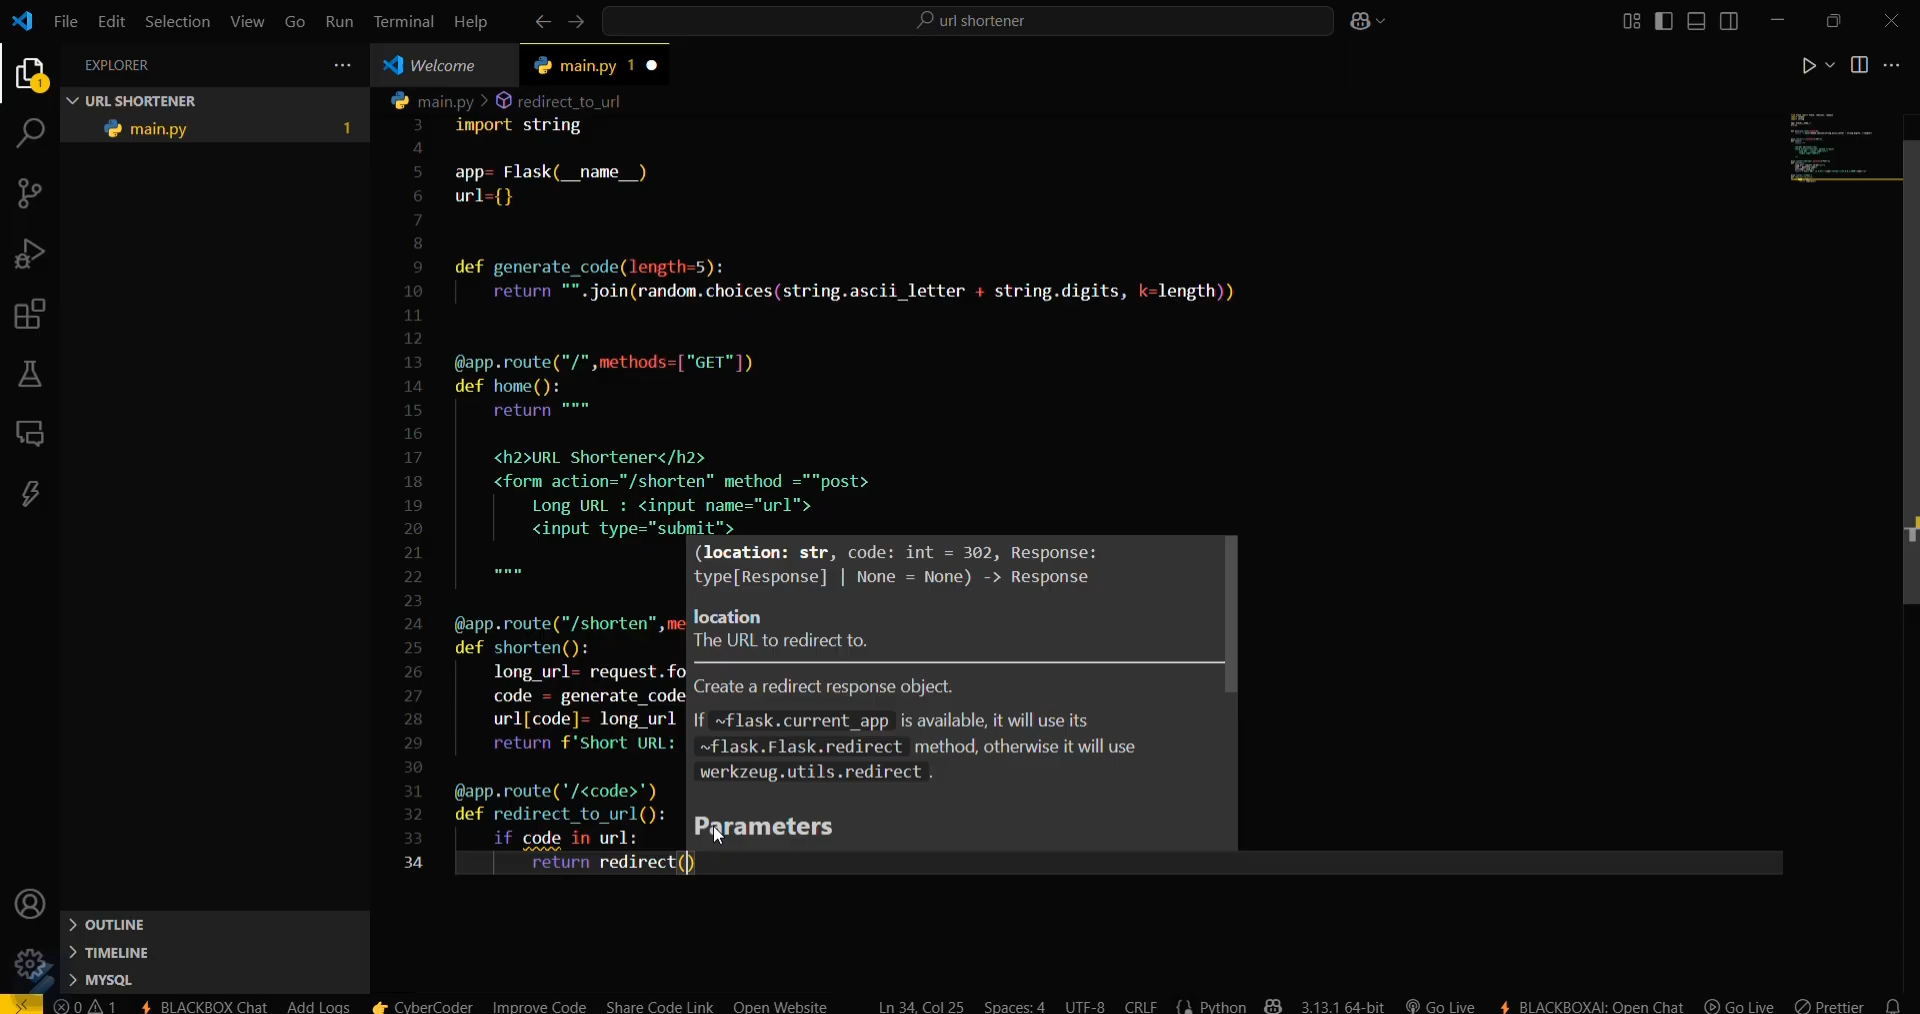 File Edit Selection View Go Run Terminal Help
url shortener
EXPLORER
Welcome
main.py 1
1
URL SHORTENER
main.py 1
main.py > redirect_to_url
3 import string
4
5 app= Flask(__name__)
6 url={}
7
8
9 def generate_code(length=5):
10 return "".join(random.choices(string.ascii_letter + string.digits, k=length))
11
12
13 @app.route("/",methods=["GET"])
14 def home():
15 return """
16
17 <h2>URL Shortener</h2>
18 <form action="/shorten" method =""post>
19 Long URL : <input name="url">
20 <input type="submit">
21
22 """
23
24 @app.route("/shorten",me
25 def shorten():
26 long_url= request.fo
27 code = generate_code
28 url[code]= long_url
29 return f'Short URL:
30
31 @app.route('/<code>')
32 def redirect_to_url():
33 if code in url:
34 return redirect()
(location: str, code: int = 302, Response:
type[Response] | None = None) -> Response
location
The URL to redirect to.
Create a redirect response object.
If ~flask.current_app is available, it will use its
~flask.Flask.redirect method, otherwise it will use
werkzeug.utils.redirect.
Parameters
OUTLINE
TIMELINE
MYSQL
0 1 BLACKBOX Chat Add Logs CyberCoder Improve Code Share Code Link Open Website Ln 34, Col 25 Spaces: 4 UTF-8 CRLF {} Python 3.13.1 64-bit Go Live BLACKBOXAI: Open Chat Go Live Prettier